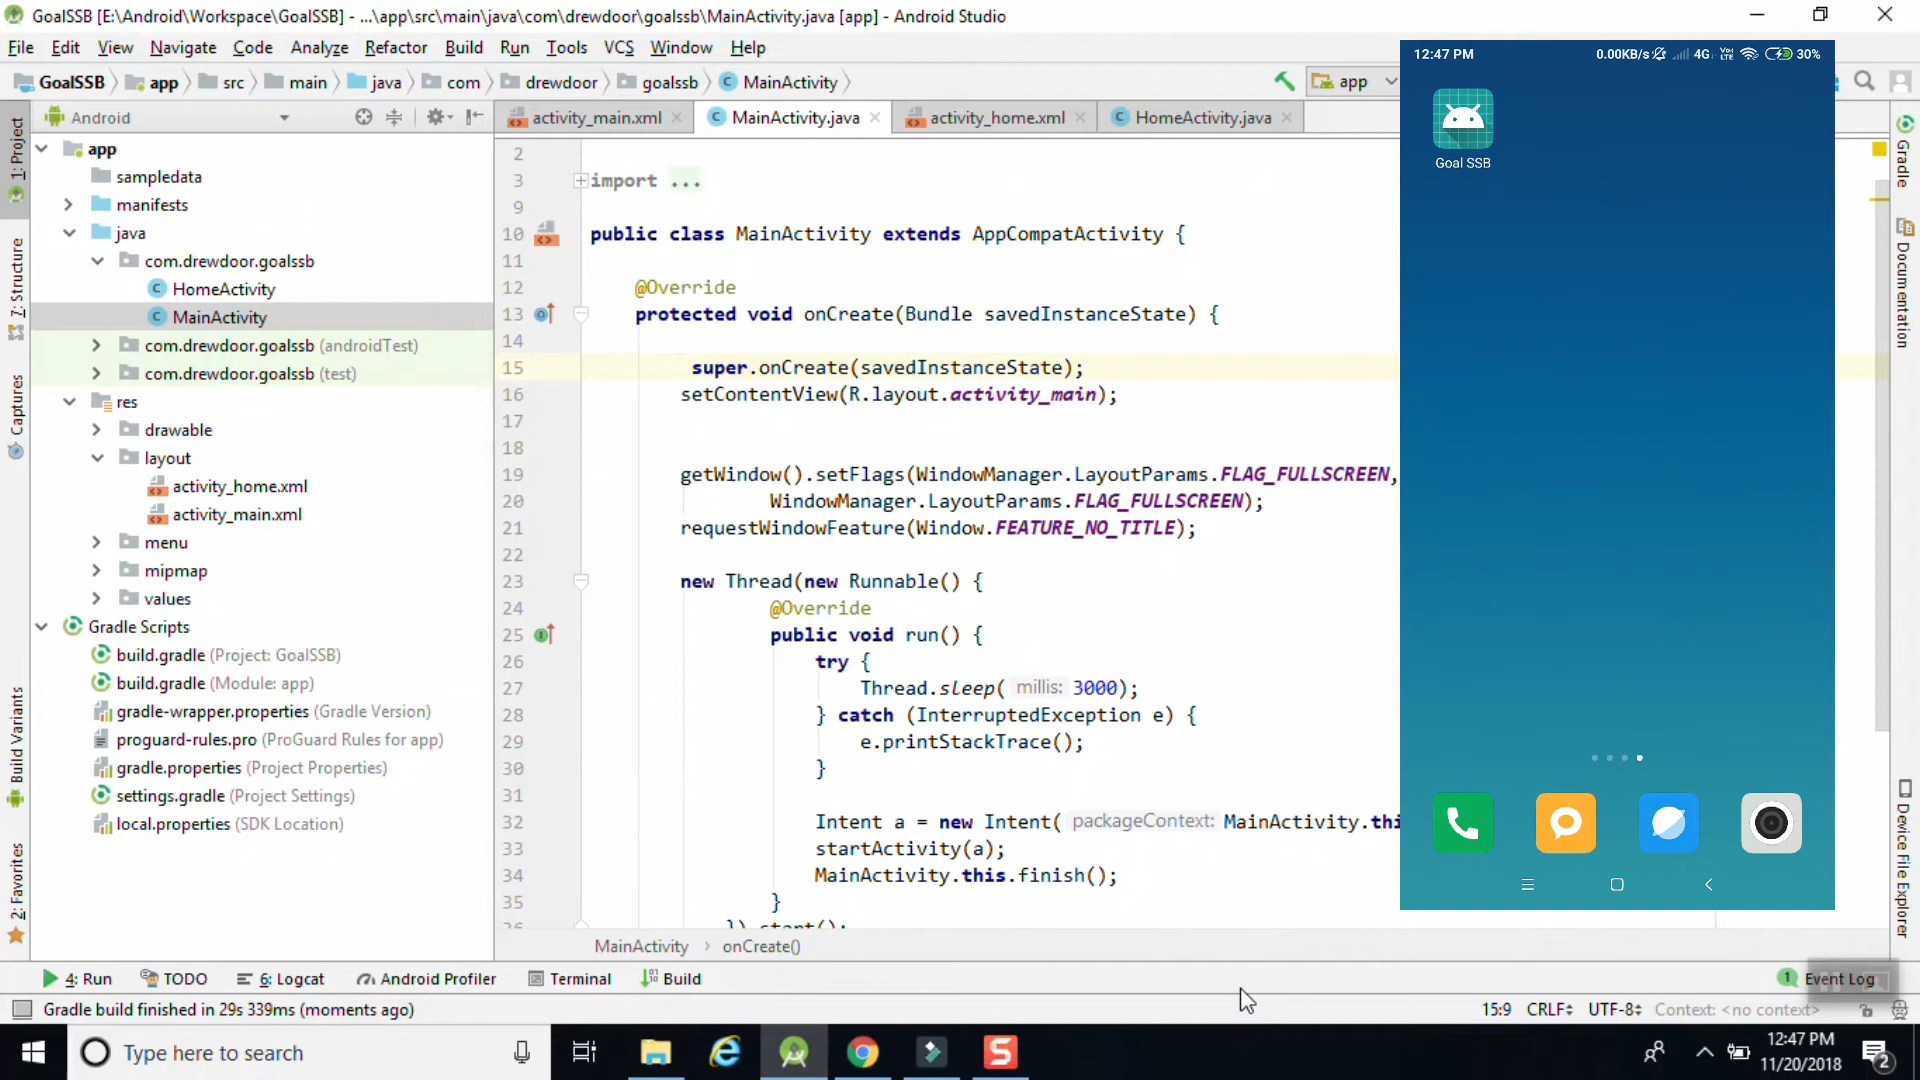 GoalSSB [E:\Android\Workspace\GoalSSB] - ...\app\src\main\java\com\drewdoor\goalssb\MainActivity.java [app] - Android Studio
File Edit View Navigate Code Analyze Refactor Build Run Tools VCS Window Help
GoalSSB app src main java com drewdoor goalssb MainActivity
app
Android
activity_main.xml
MainActivity.java
activity_home.xml
HomeActivity.java
1: Project
7: Structure
Captures
Build Variants
2: Favorites
app
sampledata
manifests
java
com.drewdoor.goalssb
HomeActivity
MainActivity
com.drewdoor.goalssb (androidTest)
com.drewdoor.goalssb (test)
res
drawable
layout
activity_home.xml
activity_main.xml
menu
mipmap
values
Gradle Scripts
build.gradle (Project: GoalSSB)
build.gradle (Module: app)
gradle-wrapper.properties (Gradle Version)
proguard-rules.pro (ProGuard Rules for app)
gradle.properties (Project Properties)
settings.gradle (Project Settings)
local.properties (SDK Location)
2
3 import ...
9
10 public class MainActivity extends AppCompatActivity {
11
12 @Override
13 protected void onCreate(Bundle savedInstanceState) {
14
15 super.onCreate(savedInstanceState);
16 setContentView(R.layout.activity_main);
17
18
19 getWindow().setFlags(WindowManager.LayoutParams.FLAG_FULLSCREEN,
20 WindowManager.LayoutParams.FLAG_FULLSCREEN);
21 requestWindowFeature(Window.FEATURE_NO_TITLE);
22
23 new Thread(new Runnable() {
24 @Override
25 public void run() {
26 try {
27 Thread.sleep( millis: 3000);
28 } catch (InterruptedException e) {
29 e.printStackTrace();
30 }
31
32 Intent a = new Intent( packageContext: MainActivity.thi
33 startActivity(a);
34 MainActivity.this.finish();
35 }
36 }).start();
MainActivity › onCreate()
12:47 PM
0.00KB/s 4G Vo LTE 30%
Goal SSB
Gradle
Documentation
Device File Explorer
4: Run TODO 6: Logcat Android Profiler Terminal Build
1 Event Log
Gradle build finished in 29s 339ms (moments ago)
15:9 CRLF UTF-8 Context: <no context>
Type here to search
12:47 PM
11/20/2018
2